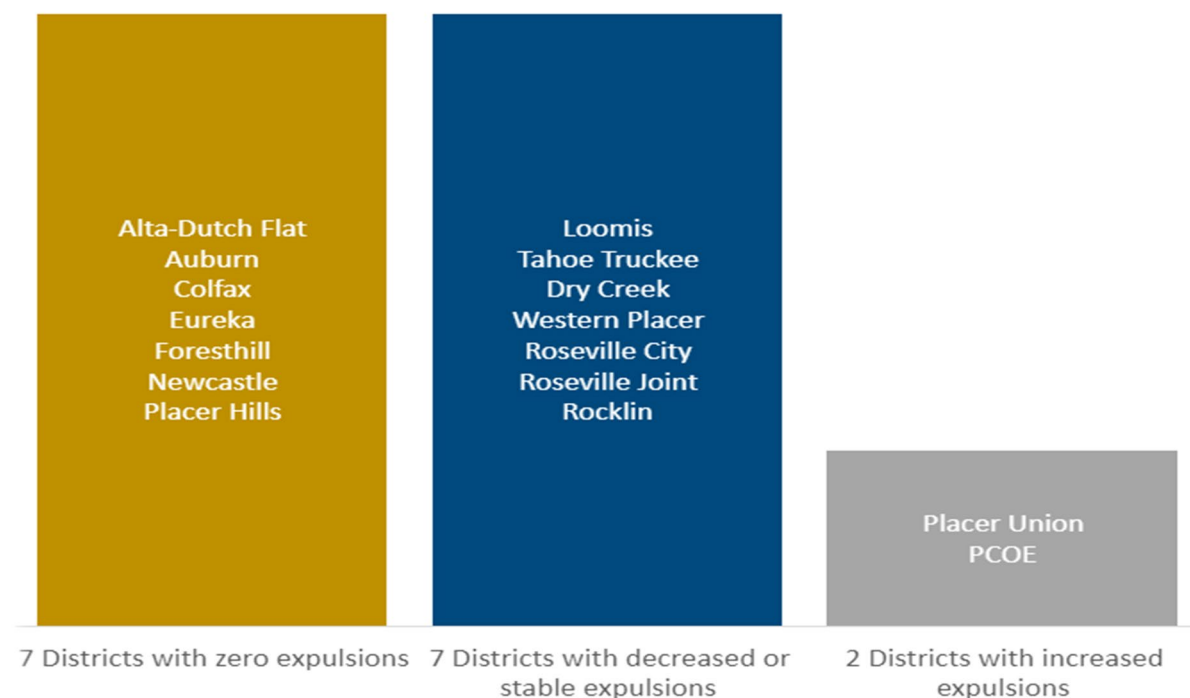 Alta-Dutch Flat
Auburn
Colfax
Eureka
Foresthill
Newcastle
Placer Hills
Loomis
Tahoe Truckee
Dry Creek
Western Placer
Roseville City
Roseville Joint
Rocklin
Placer Union
PCOE
7 Districts with zero expulsions
7 Districts with decreased or
stable expulsions
2 Districts with increased
expulsions